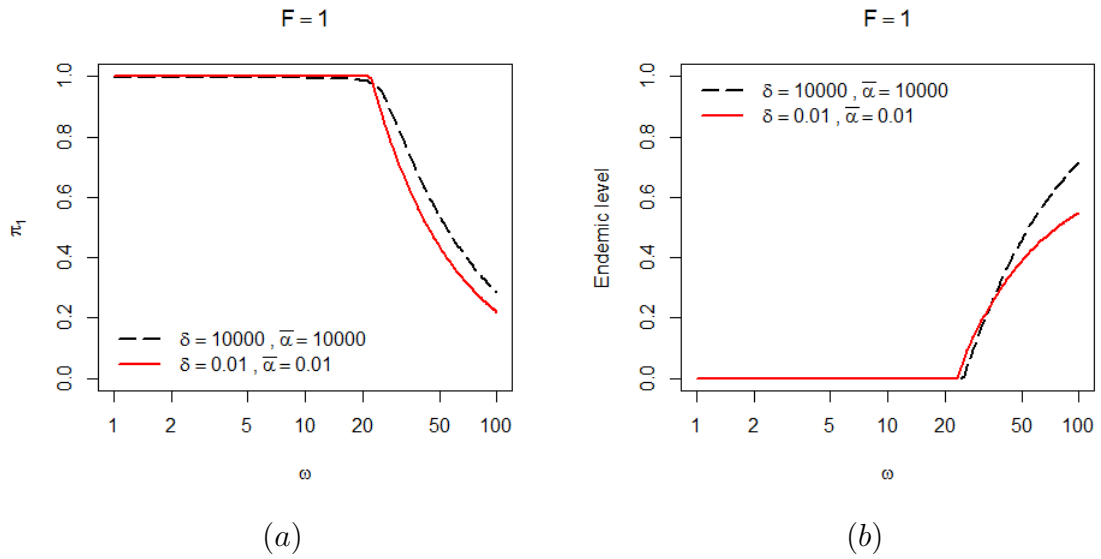 F = 1
π₁
1.0
0.8
0.6
0.4
0.2
0.0
δ = 10000 , α̅ = 10000
δ = 0.01 , α̅ = 0.01
1 2 5 10 20 50 100
ω
(a)
F = 1
Endemic level
1.0
0.8
0.6
0.4
0.2
0.0
δ = 10000 , α̅ = 10000
δ = 0.01 , α̅ = 0.01
1 2 5 10 20 50 100
ω
(b)